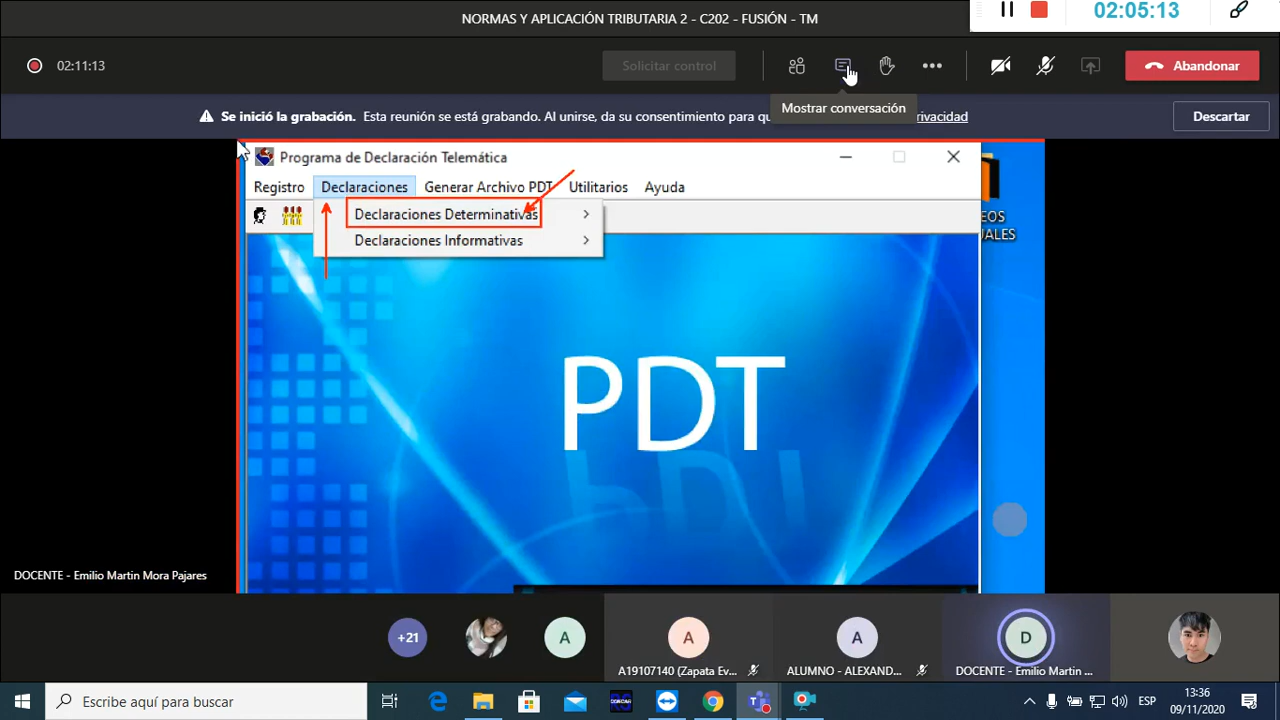 NORMAS Y APLICACIÓN TRIBUTARIA 2 - C202 - FUSIÓN - TM
02:05:13
02:11:13
Solicitar control
Abandonar
Mostrar conversación
Se inició la grabación. Esta reunión se está grabando. Al unirse, da su consentimiento para qu
rivacidad
Descartar
Programa de Declaración Telemática
Registro Declaraciones Generar Archivo PDT Utilitarios Ayuda
Declaraciones Determinativas
Declaraciones Informativas
EOS
UALES
PDT
DOCENTE - Emilio Martin Mora Pajares
+21
A
A
A
D
A19107140 (Zapata Ev...
ALUMNO - ALEXAND...
DOCENTE - Emilio Martin ...
Escribe aquí para buscar
ESP
13:36
09/11/2020